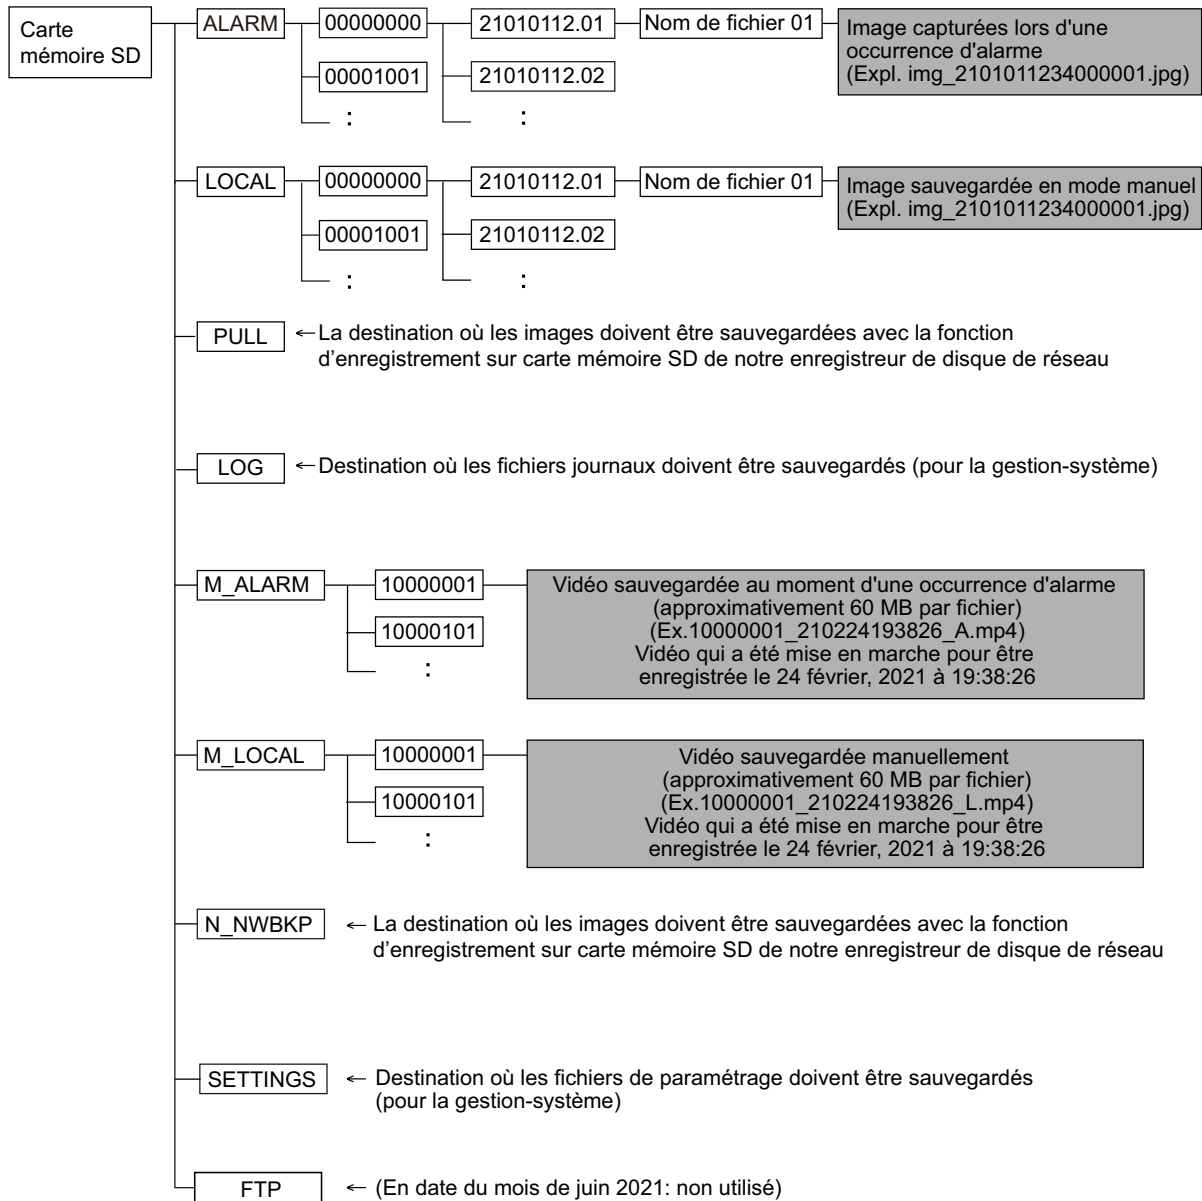 Carte
mémoire SD
ALARM
00000000
21010112.01
Nom de fichier 01
Image capturées lors d'une
occurrence d'alarme
(Expl. img_2101011234000001.jpg)
00001001
21010112.02
:
:
LOCAL
00000000
21010112.01
Nom de fichier 01
Image sauvegardée en mode manuel
(Expl. img_2101011234000001.jpg)
00001001
21010112.02
:
:
PULL
←La destination où les images doivent être sauvegardées avec la fonction
d'enregistrement sur carte mémoire SD de notre enregistreur de disque de réseau
LOG
←Destination où les fichiers journaux doivent être sauvegardés (pour la gestion-système)
M_ALARM
10000001
Vidéo sauvegardée au moment d'une occurrence d'alarme
(approximativement 60 MB par fichier)
(Ex.10000001_210224193826_A.mp4)
Vidéo qui a été mise en marche pour être
enregistrée le 24 février, 2021 à 19:38:26
10000101
:
M_LOCAL
10000001
Vidéo sauvegardée manuellement
(approximativement 60 MB par fichier)
(Ex.10000001_210224193826_L.mp4)
Vidéo qui a été mise en marche pour être
enregistrée le 24 février, 2021 à 19:38:26
10000101
:
N_NWBKP
← La destination où les images doivent être sauvegardées avec la fonction
d'enregistrement sur carte mémoire SD de notre enregistreur de disque de réseau
SETTINGS
← Destination où les fichiers de paramétrage doivent être sauvegardés
(pour la gestion-système)
FTP
← (En date du mois de juin 2021: non utilisé)